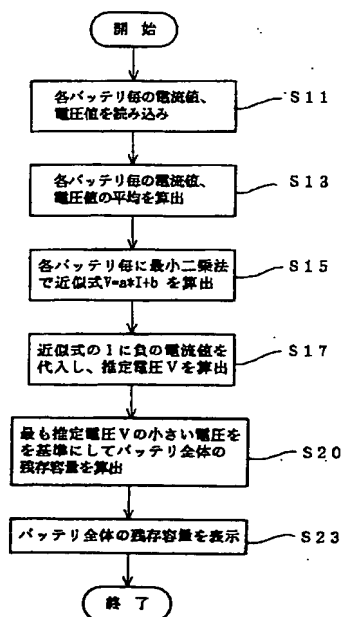 開始
各バッテリ毎の電流値、
電圧値を読み込み
S11
各バッテリ毎の電流値、
電圧値の平均を算出
S13
各バッテリ毎に最小二乗法
で近似式V=a*I+b を算出
S15
近似式のIに負の電流値を
代入し、推定電圧Vを算出
S17
最も推定電圧Vの小さい電圧を
を基準にしてバッテリ全体の
残存容量を算出
S20
バッテリ全体の残存容量を表示
S23
終了